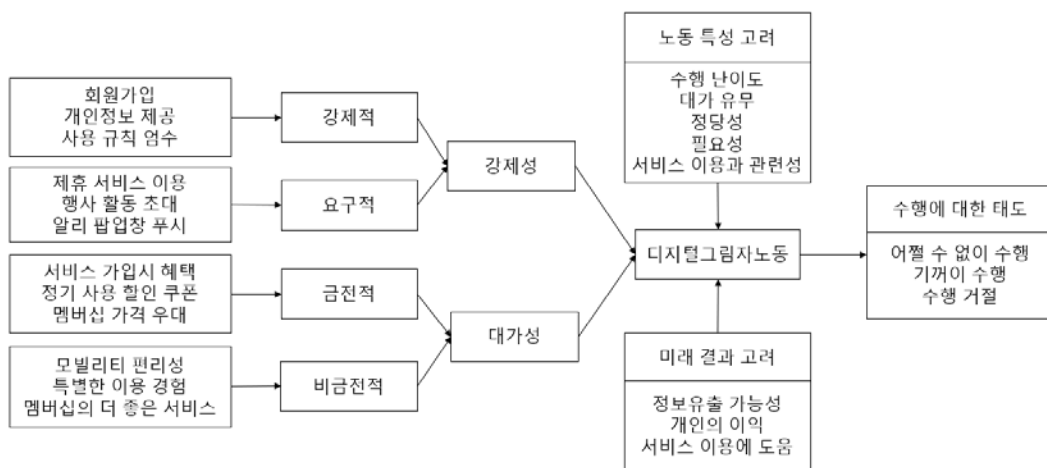 회원가입
개인정보 제공
사용 규칙 엄수
제휴 서비스 이용
행사 활동 초대
알리 팝업창 푸시
서비스 가입시 혜택
정기 사용 할인 쿠폰
멤버십 가격 우대
모빌리티 편리성
특별한 이용 경험
멤버십의 더 좋은 서비스
강제적
요구적
금전적
비금전적
강제성
대가성
노동 특성 고려
수행 난이도
대가 유무
정당성
필요성
서비스 이용과 관련성
디지털그림자노동
미래 결과 고려
정보유출 가능성
개인의 이익
서비스 이용에 도움
수행에 대한 태도
어쩔 수 없이 수행
기꺼이 수행
수행 거절